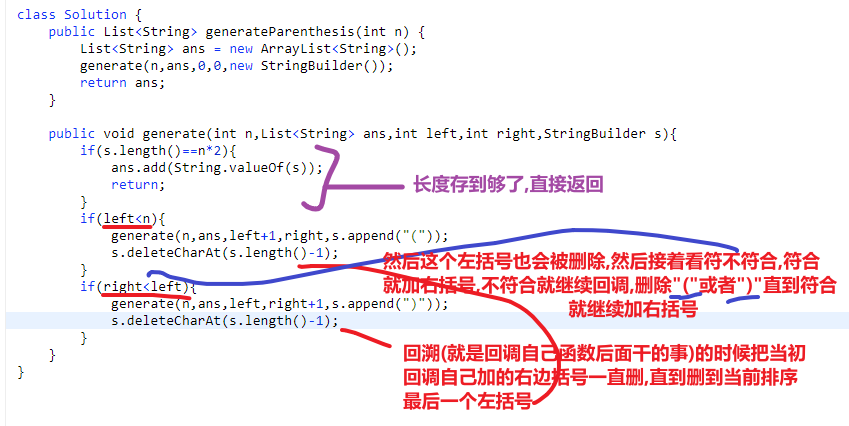 class Solution {
public List<String> generateParenthesis(int n) {
List<String> ans = new ArrayList<String>();
generate(n,ans,0,0,new StringBuilder());
return ans;
}
public void generate(int n,List<String> ans,int left,int right,StringBuilder s){
if(s.length()==n*2){
ans.add(String.valueOf(s));
return;
}
长度存到够了,直接返回
if(left<n){
generate(n,ans,left+1,right,s.append("("));
s.deleteCharAt(s.length()-1);
}
然后这个左括号也会被删除,然后接着看符不符合,符合
就加右括号,不符合就继续回调,删除"("或者")"直到符合
就继续加右括号
if(right<left){
generate(n,ans,left,right+1,s.append(")"));
s.deleteCharAt(s.length()-1);
}
回溯(就是回调自己函数后面干的事)的时候把当初
回调自己加的右边括号一直删,直到删到当前排序
最后一个左括号
}
}